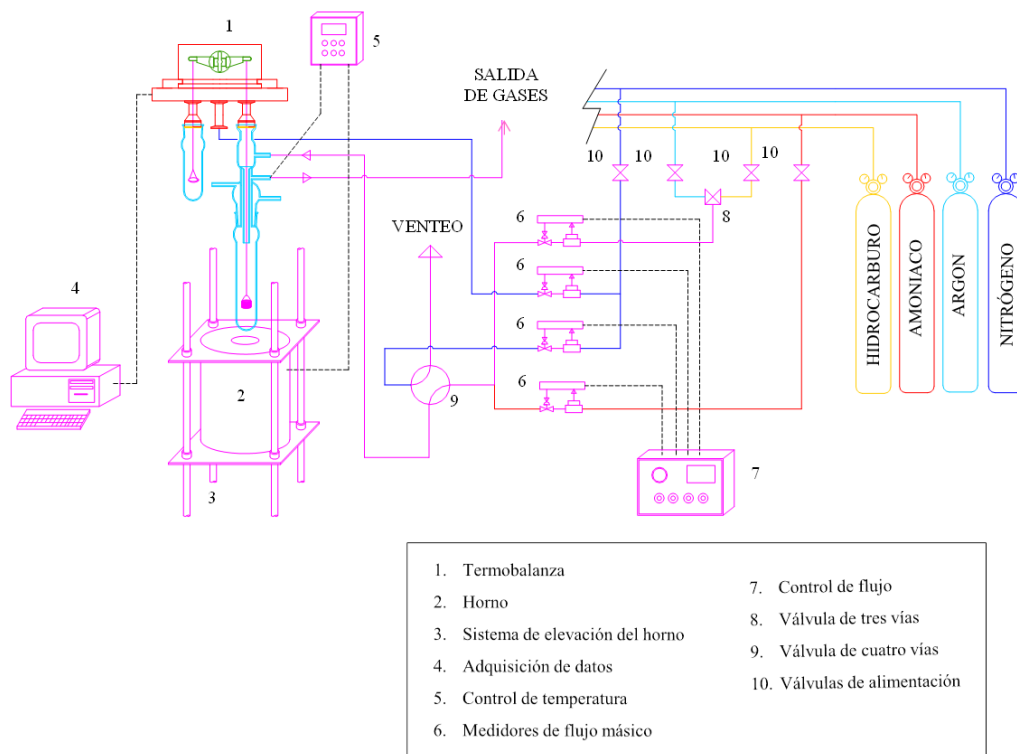 1
5
SALIDA
DE GASES
10
10
10
10
6
8
VENTEO
6
4
6
HIDROCARBURO
AMONIACO
ARGON
NITRÓGENO
2
6
9
7
3
1. Termobalanza
2. Horno
3. Sistema de elevación del horno
4. Adquisición de datos
5. Control de temperatura
6. Medidores de flujo másico
7. Control de flujo
8. Válvula de tres vías
9. Válvula de cuatro vías
10. Válvulas de alimentación